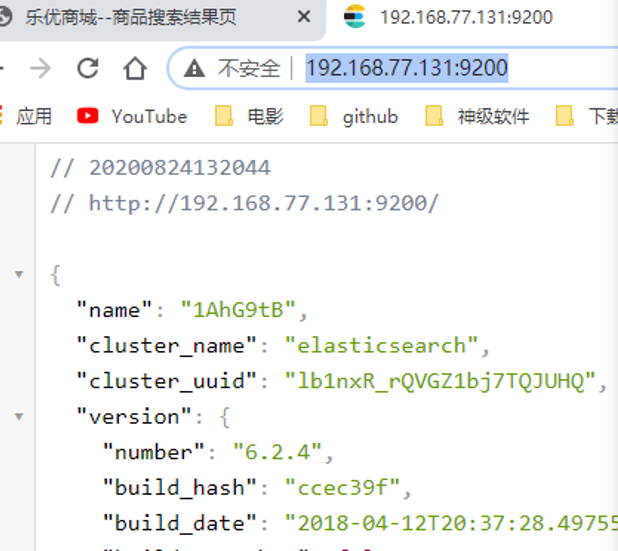 乐优商城--商品搜索结果页
192.168.77.131:9200
不安全 192.168.77.131:9200
应用 YouTube 电影 github 神级软件 下载
// 20200824132044
// http://192.168.77.131:9200/
{
"name": "1AhG9tB",
"cluster_name": "elasticsearch",
"cluster_uuid": "lb1nxR_rQVGZ1bj7TQJUHQ",
"version": {
"number": "6.2.4",
"build_hash": "ccec39f",
"build_date": "2018-04-12T20:37:28.49755